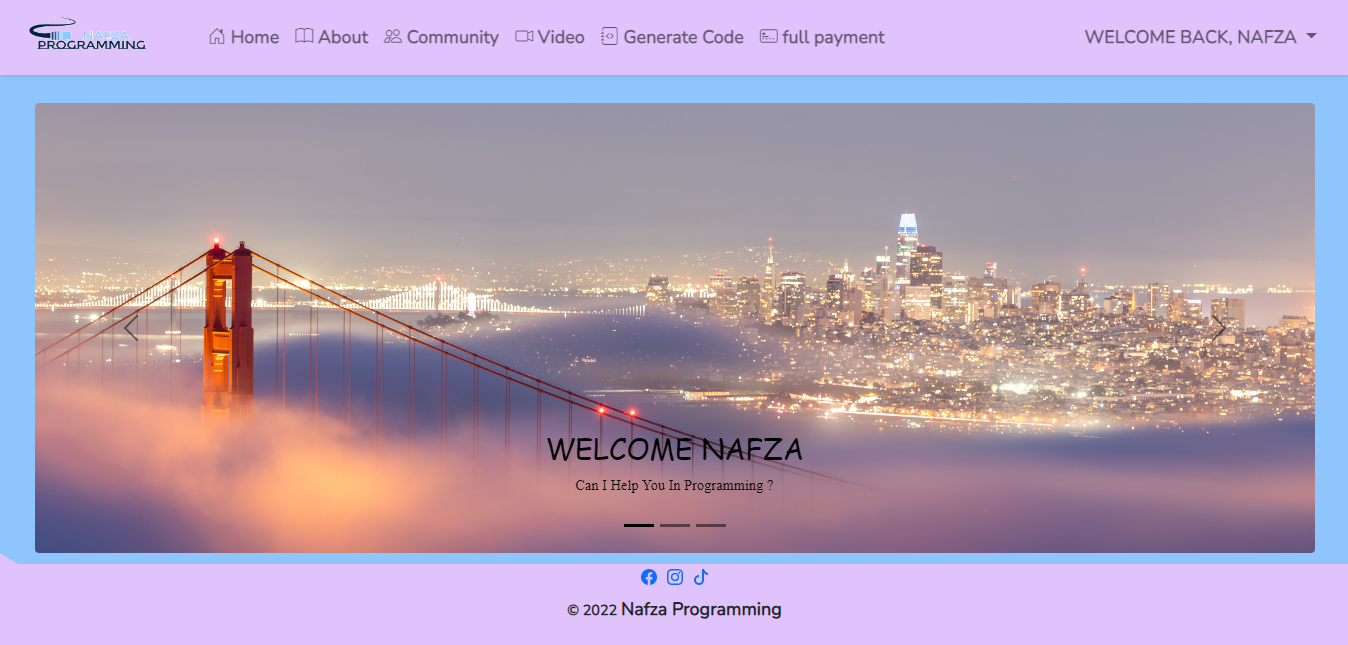 NAFZA
PROGRAMMING
Home About Community Video Generate Code full payment WELCOME BACK, NAFZA
WELCOME NAFZA
Can I Help You In Programming ?
© 2022 Nafza Programming